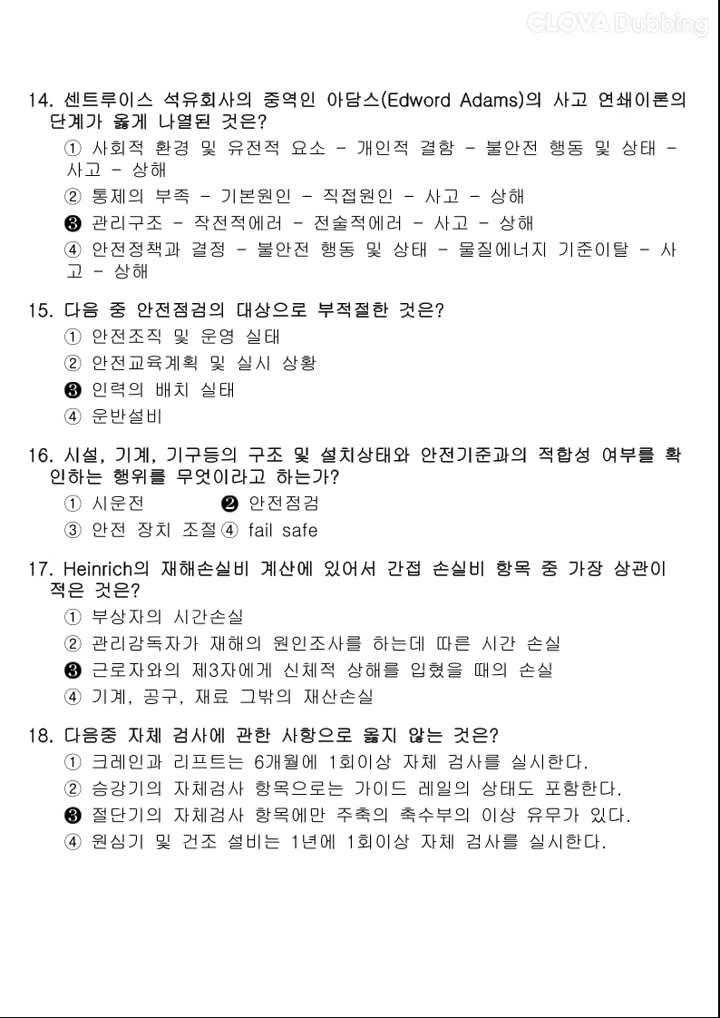 CLOVA Dubbing
14. 센트루이스 석유회사의 중역인 아담스(Edword Adams)의 사고 연쇄이론의
단계가 옳게 나열된 것은?
① 사회적 환경 및 유전적 요소 - 개인적 결함 - 불안전 행동 및 상태 -
사고 - 상해
② 통제의 부족 - 기본원인 - 직접원인 - 사고 - 상해
❸ 관리구조 - 작전적에러 - 전술적에러 - 사고 - 상해
④ 안전정책과 결정 - 불안전 행동 및 상태 - 물질에너지 기준이탈 - 사
고 - 상해
15. 다음 중 안전점검의 대상으로 부적절한 것은?
① 안전조직 및 운영 실태
② 안전교육계획 및 실시 상황
❸ 인력의 배치 실태
④ 운반설비
16. 시설, 기계, 기구등의 구조 및 설치상태와 안전기준과의 적합성 여부를 확
인하는 행위를 무엇이라고 하는가?
① 시운전 ❷ 안전점검
③ 안전 장치 조절 ④ fail safe
17. Heinrich의 재해손실비 계산에 있어서 간접 손실비 항목 중 가장 상관이
적은 것은?
① 부상자의 시간손실
② 관리감독자가 재해의 원인조사를 하는데 따른 시간 손실
❸ 근로자와의 제3자에게 신체적 상해를 입혔을 때의 손실
④ 기계, 공구, 재료 그밖의 재산손실
18. 다음중 자체 검사에 관한 사항으로 옳지 않는 것은?
① 크레인과 리프트는 6개월에 1회이상 자체 검사를 실시한다.
② 승강기의 자체검사 항목으로는 가이드 레일의 상태도 포함한다.
❸ 절단기의 자체검사 항목에만 주축의 축수부의 이상 유무가 있다.
④ 원심기 및 건조 설비는 1년에 1회이상 자체 검사를 실시한다.